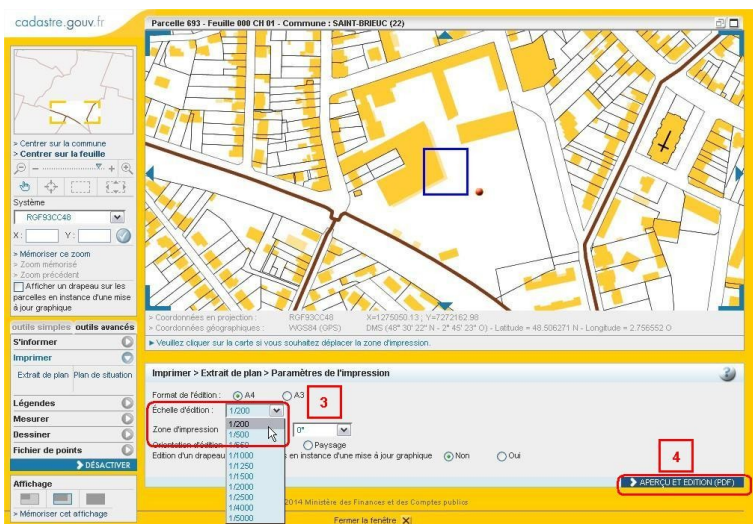 cadastre.gouv.fr
Parcelle 693 - Feuille 000 CH 01 - Commune : SAINT-BRIEUC (22)
> Centrer sur la commune
> Centrer sur la feuille
Système
RGF93CC48
X : Y :
> Mémoriser ce zoom
> Zoom mémorisé
> Zoom précédent
Afficher un drapeau sur les
parcelles en instance d'une mise
à jour graphique
> Coordonnées en projection : RGF93CC48 X=1275050.13 ; Y=7272162.98
> Coordonnées géographiques : WGS84 (GPS) DMS (48° 30' 22" N - 2° 45' 23" O) - Latitude = 48.506271 N - Longitude = 2.756552 O
Veuillez cliquer sur la carte si vous souhaitez déplacer la zone d'impression.
outils simples outils avancés
S'informer
Imprimer
Extrait de plan Plan de situation
Légendes
Mesurer
Dessiner
Fichier de points
DÉSACTIVER
Affichage
> Mémoriser cet affichage
Imprimer > Extrait de plan > Paramètres de l'impression
Format de l'édition : A4 A3
3
Échelle d'édition : 1/200
Zone d'impression 0°
Orientation d'édition Paysage
Edition d'un drapeau en instance d'une mise à jour graphique Non Oui
1/200
1/500
1/650
1/1000
1/1250
1/1500
1/2000
1/2500
1/4000
1/5000
4
APERÇU ET EDITION (PDF)
2014 Ministère des Finances et des Comptes publics
Fermer la fenêtre X